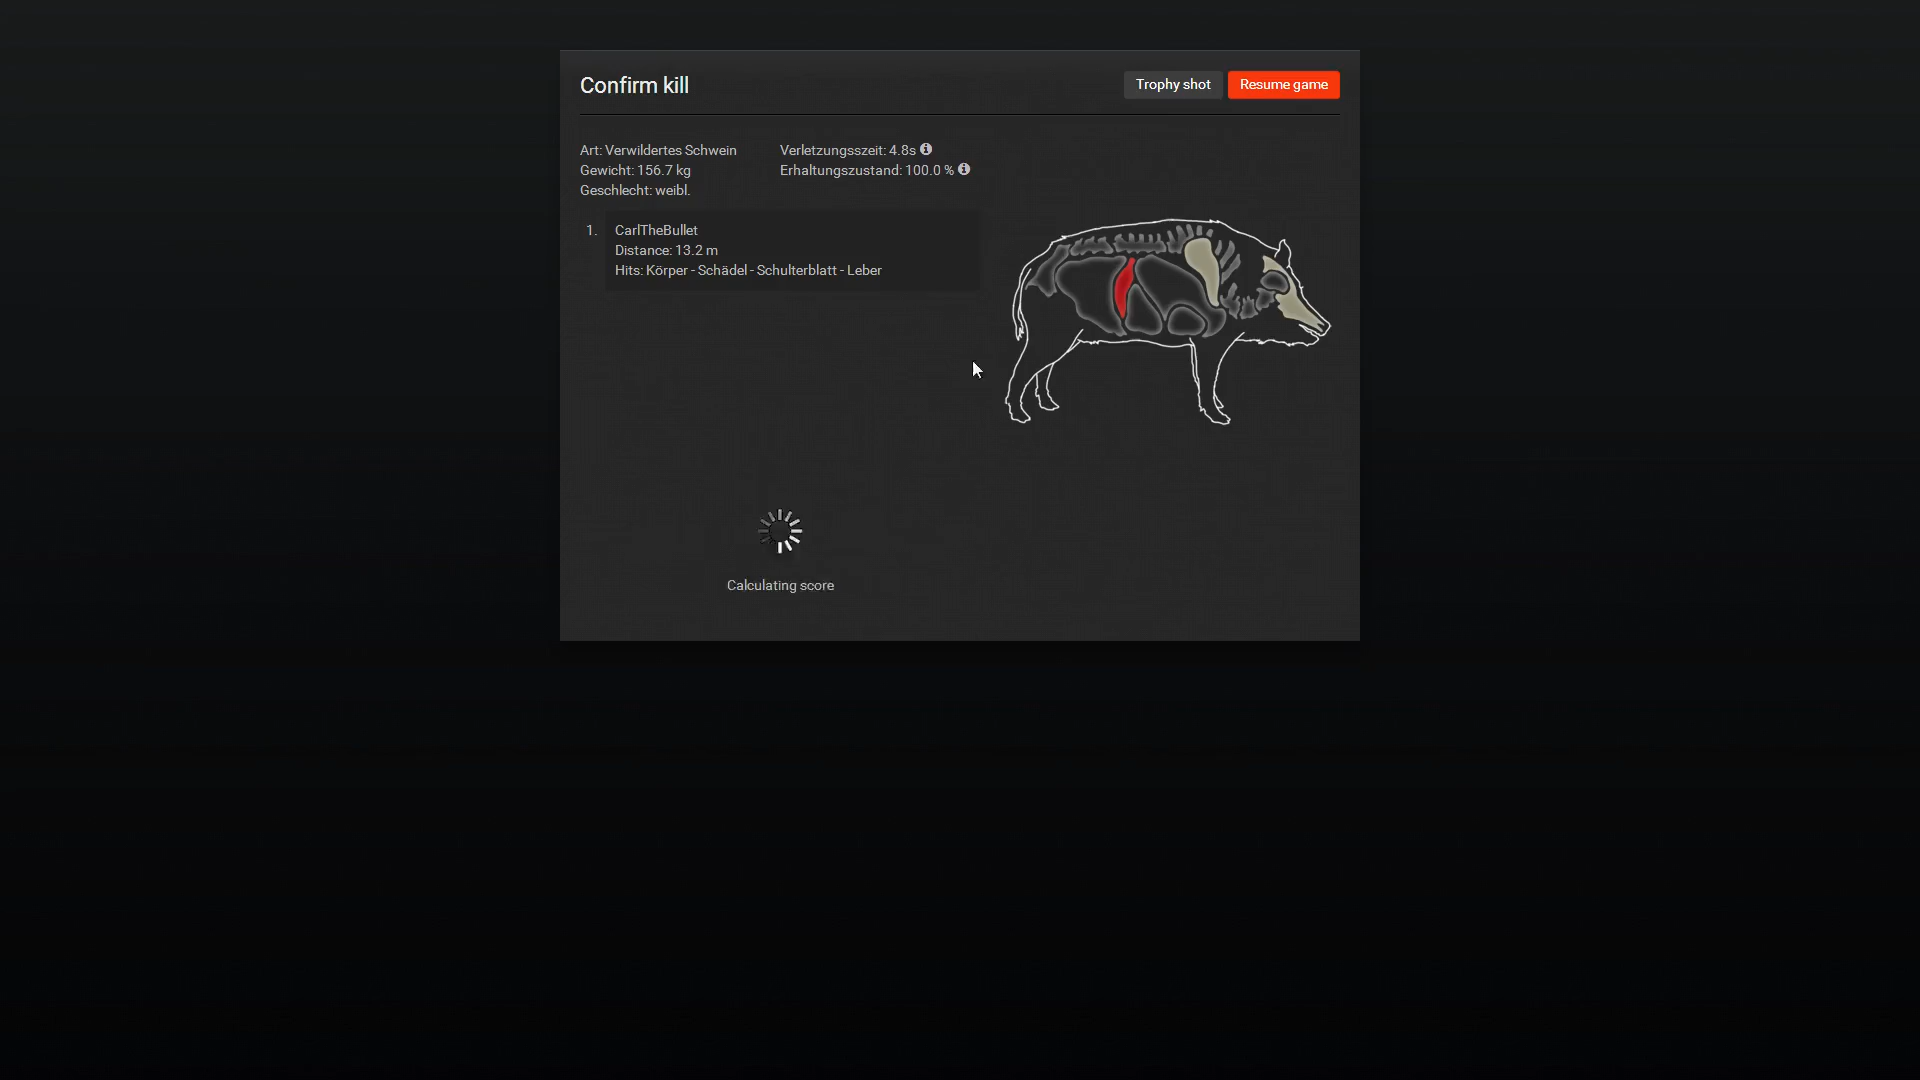 Confirm kill
Trophy shot
Resume game
Art: Verwildertes Schwein
Gewicht: 156.7 kg
Geschlecht: weibl.
Verletzungsszeit: 4.8s
Erhaltungszustand: 100.0 %
1.
CarlTheBullet
Distance: 13.2 m
Hits: Körper - Schädel - Schulterblatt - Leber
Calculating score